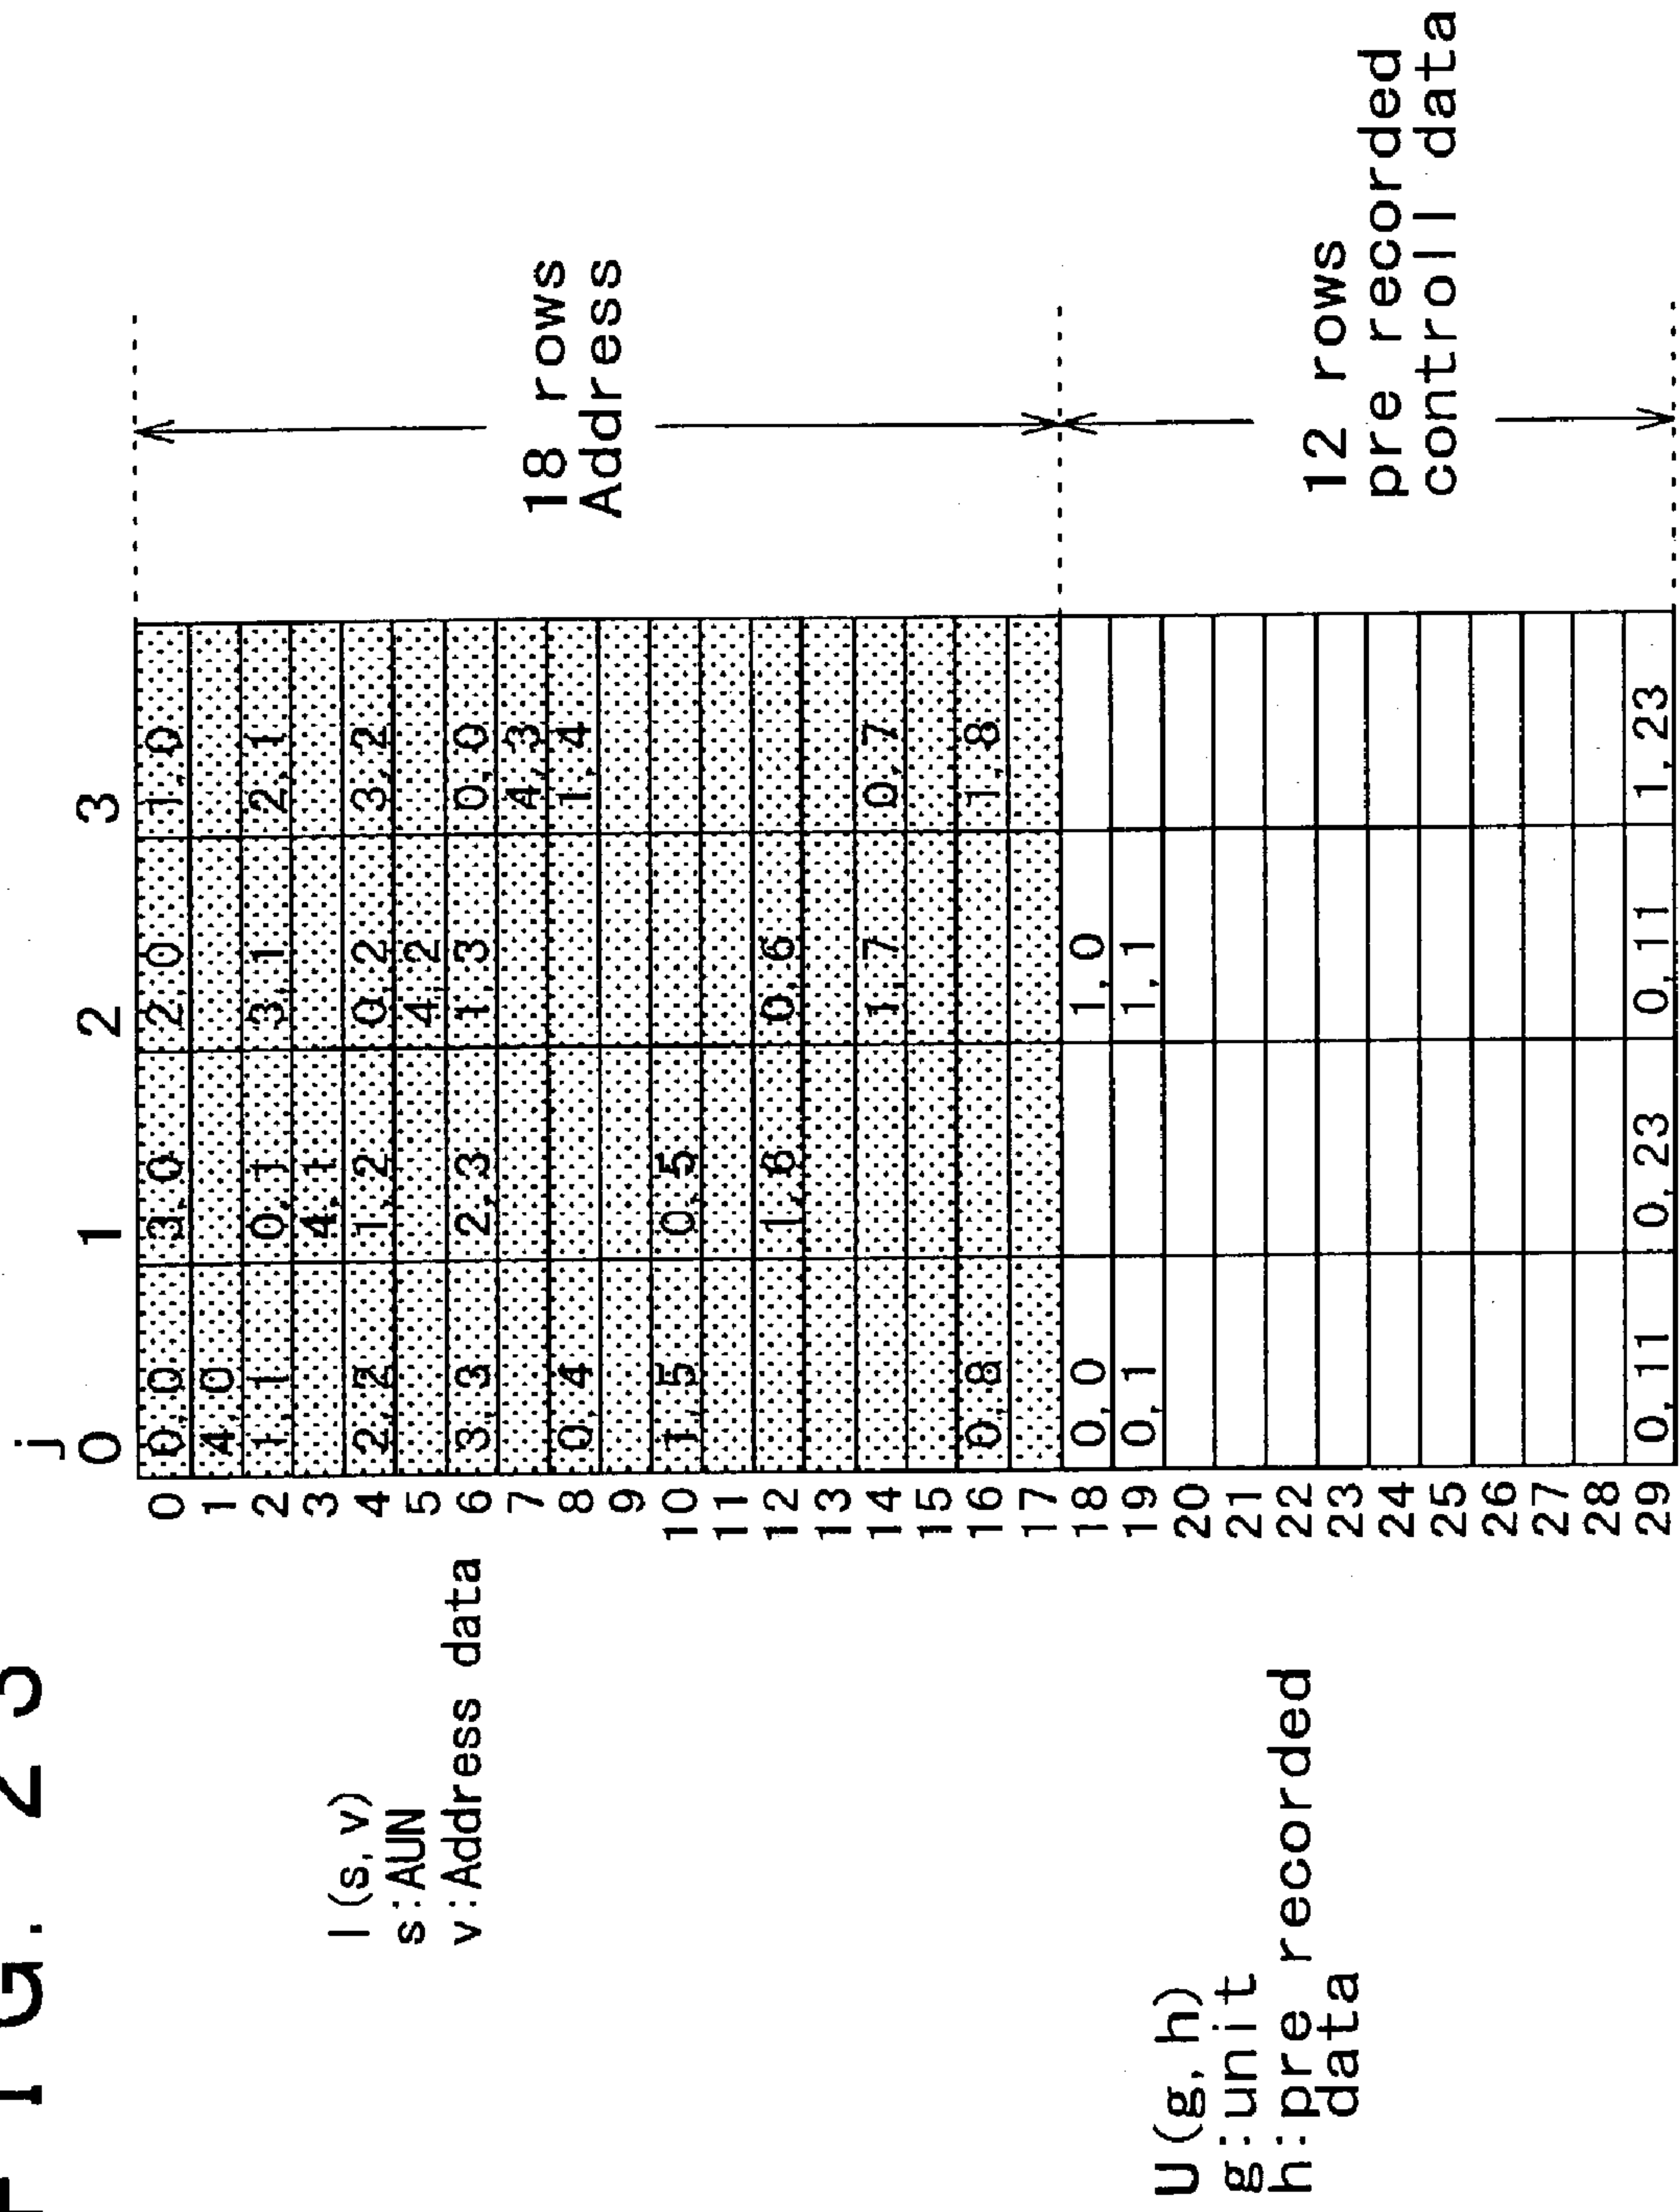 FIG.
j
0 1 2 3
0 0,0 3,0 2,0 1,0
1 4,0
2 1,1 0,1 3,1 2,1
3 4,1
4 2,2 1,2 0,2 3,2
5 4,2
6 3,3 2,3 1,3 0,0
7 4,3
8 0,4 1,4
9
10 1,5 0,5
11
12 1,6 0,6
13
14 1,7 0,7
15
16 0,8 1,8
17
18 0,0 1,0
19 0,1 1,1
20
21
22
23
24
25
26
27
28
29 0,11 0,23 0,11 1,23
I(s,v)
s:AUN
v:Address data
U(g,h)
g:unit
h:pre recorded
data
18 rows
Address
12 rows
pre recorded
controll data